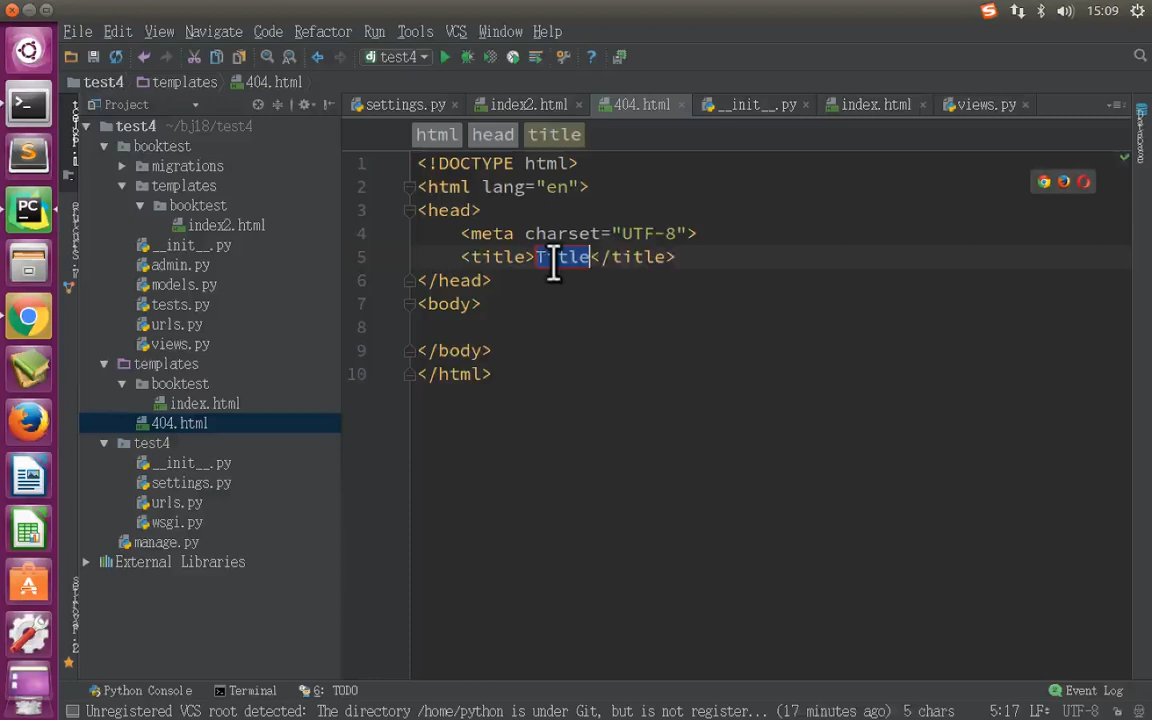 15:09
File Edit View Navigate Code Refactor Run Tools VCS Window Help
dj test4
test4 templates 404.html
Project
settings.py × index2.html × 404.html × __init__.py × index.html × views.py ×
test4 ~/bj18/test4
html head title
booktest
migrations
templates
booktest
index2.html
__init__.py
admin.py
models.py
tests.py
urls.py
views.py
templates
booktest
index.html
404.html
test4
__init__.py
settings.py
urls.py
wsgi.py
manage.py
External Libraries
1 <!DOCTYPE html>
2 <html lang="en">
3 <head>
4 <meta charset="UTF-8">
5 <title>Title</title>
6 </head>
7 <body>
8
9 </body>
10 </html>
Python Console Terminal 6: TODO Event Log
Unregistered VCS root detected: The directory /home/python is under Git, but is not register... (17 minutes ago) 5 chars 5:17 LF÷ UTF-8